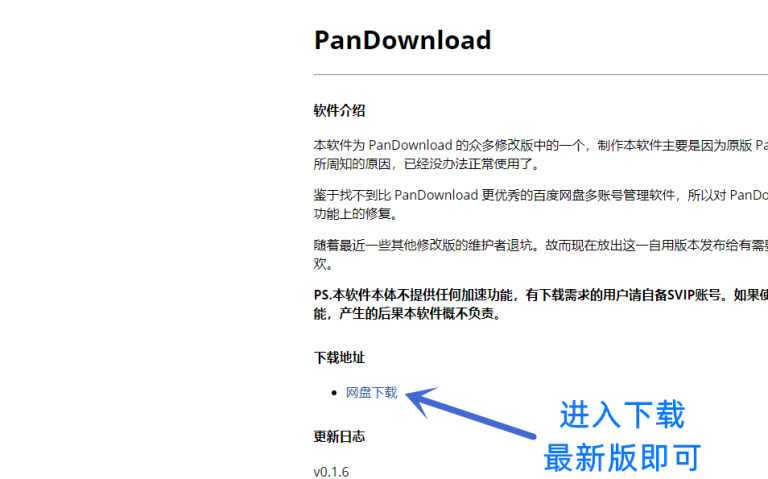 PanDownload
软件介绍
本软件为 PanDownload 的众多修改版中的一个，制作本软件主要是因为原版 Pa
所周知的原因，已经没办法正常使用了。
鉴于找不到比 PanDownload 更优秀的百度网盘多账号管理软件，所以对 PanDo
功能上的修复。
随着最近一些其他修改版的维护者退坑。故而现在放出这一自用版本发布给有需要
欢。
PS.本软件本体不提供任何加速功能，有下载需求的用户请自备SVIP账号。如果使
能，产生的后果本软件概不负责。
下载地址
网盘下载
进入下载
最新版即可
更新日志
v0.1.6